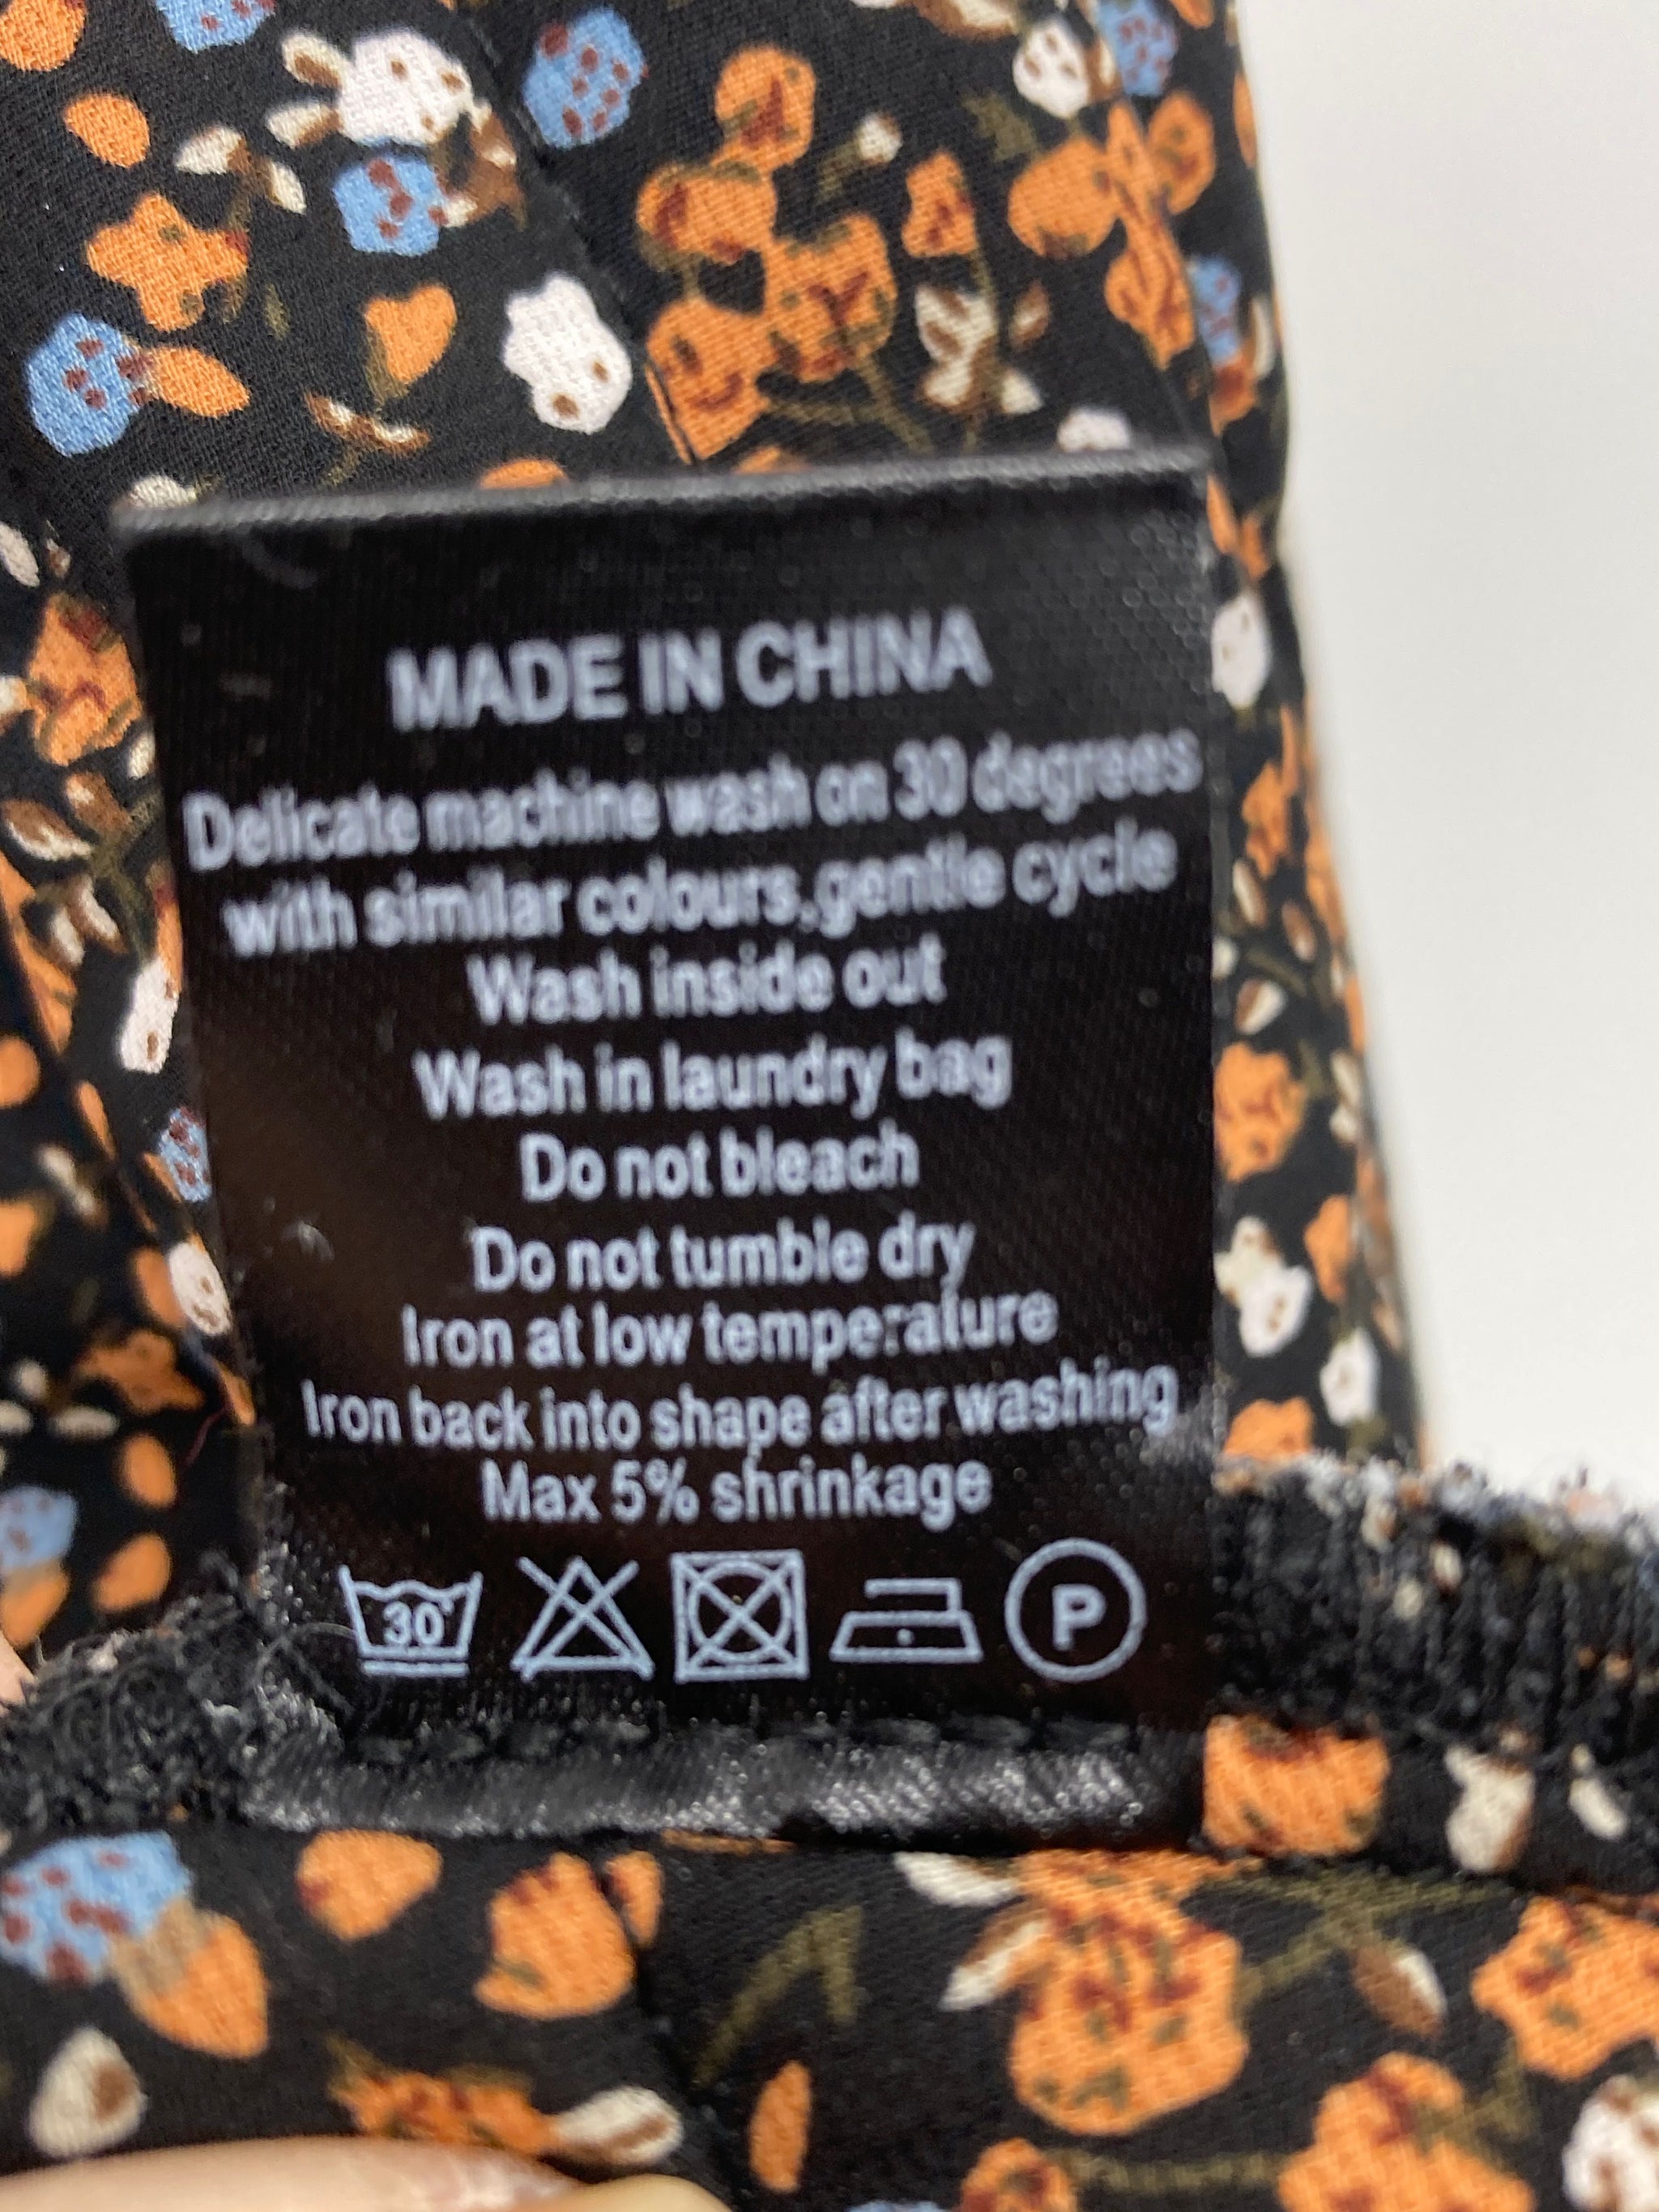 MADE IN CHINA
Delicate machine wash on 30 degrees
with similar colours,gentle cycle
Wash inside out
Wash in laundry bag
Do not bleach
Do not tumble dry
Iron at low temperature
Iron back into shape after washing
Max 5% shrinkage
30° P